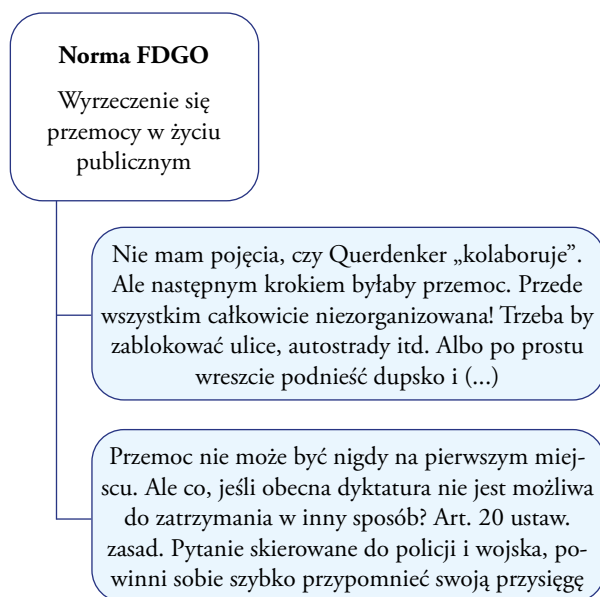 Norma FDGO
Wyrzeczenie się
przemocy w życiu
publicznym
Nie mam pojęcia, czy Querdenker „kolaboruje”.
Ale następnym krokiem byłaby przemoc. Przede
wszystkim całkowicie niezorganizowana! Trzeba by
zablokować ulice, autostrady itd. Albo po prostu
wreszcie podnieść dupsko i (...)
Przemoc nie może być nigdy na pierwszym miej-
scu. Ale co, jeśli obecna dyktatura nie jest możliwa
do zatrzymania w inny sposób? Art. 20 ustaw.
zasad. Pytanie skierowane do policji i wojska, po-
winni sobie szybko przypomnieć swoją przysięgę